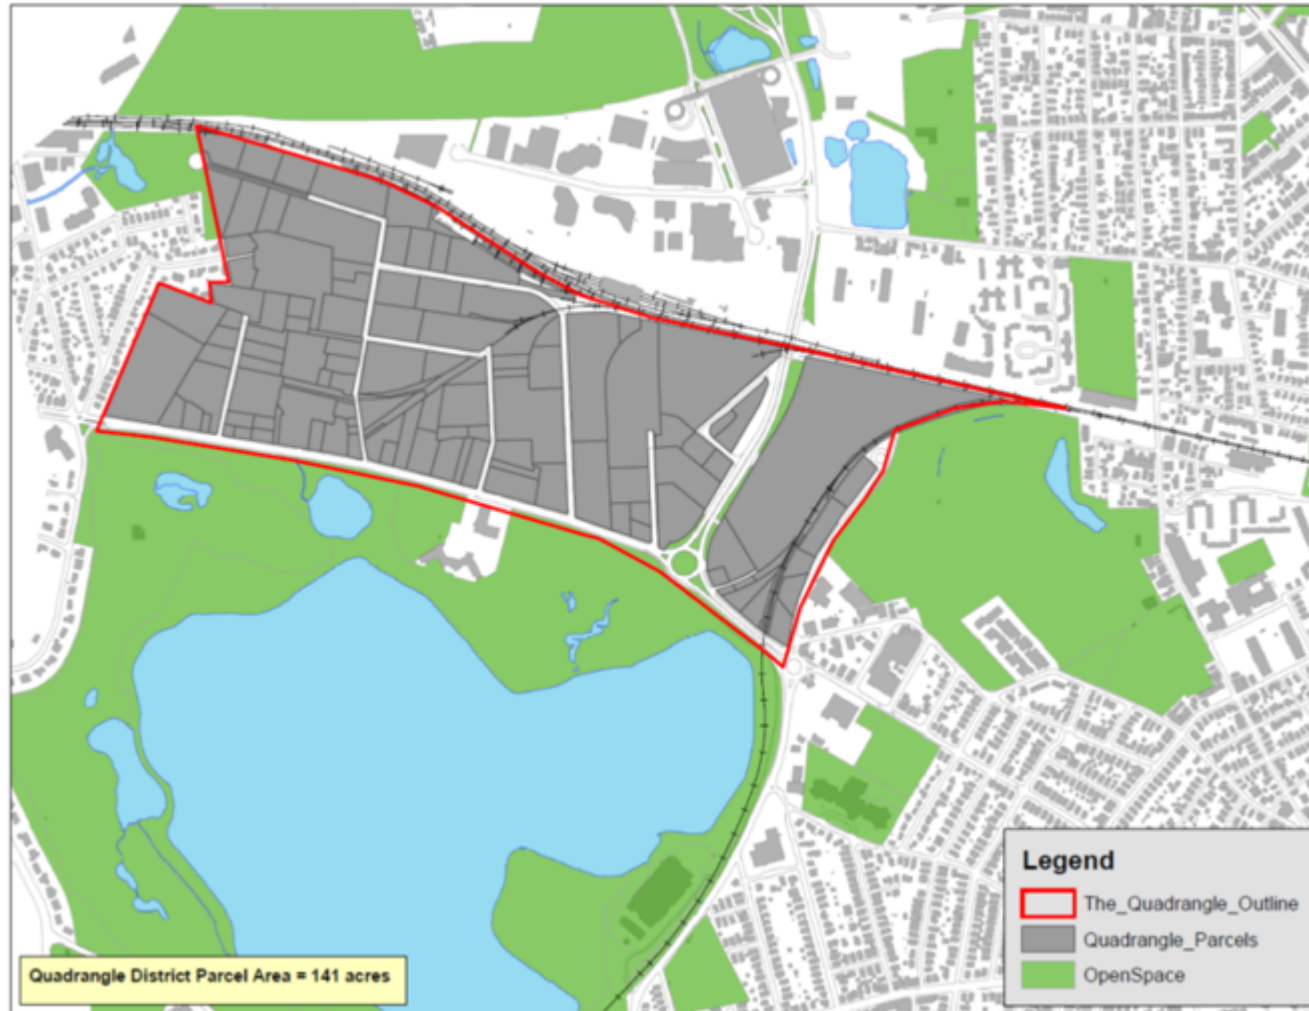 Legend
The_Quadrangle_Outline
Quadrangle_Parcels
OpenSpace
Quadrangle District Parcel Area = 141 acres